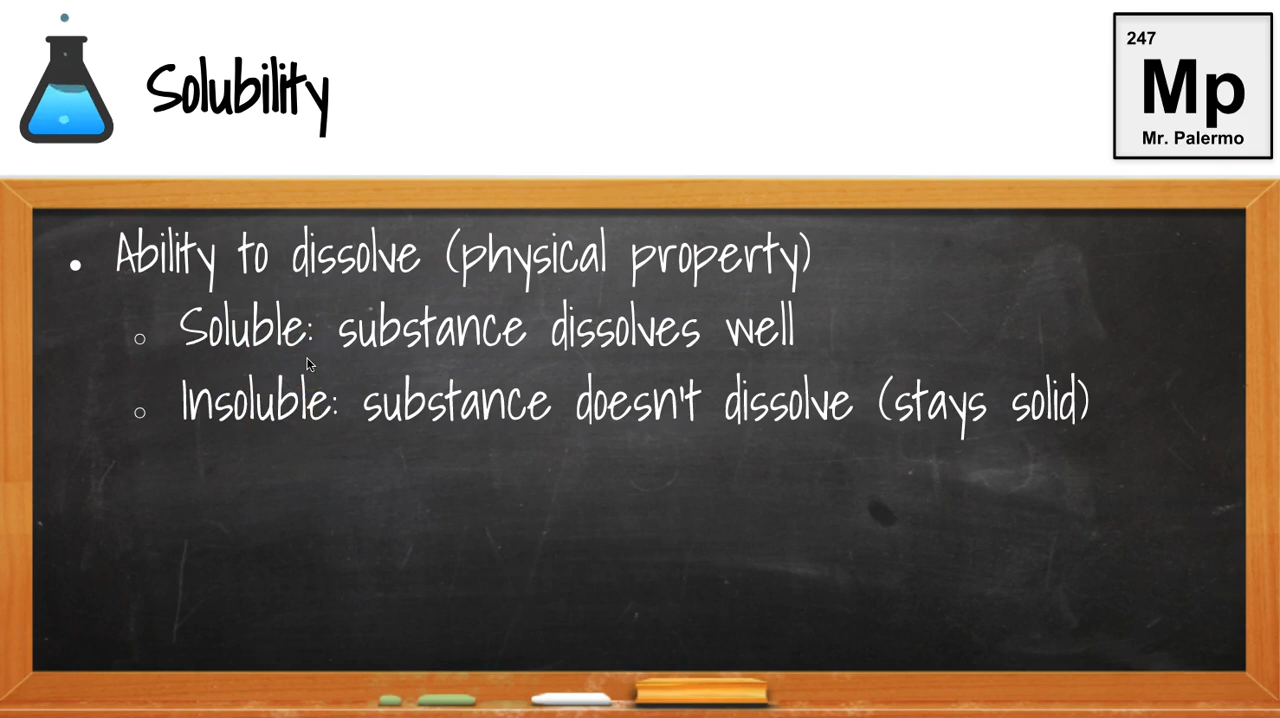 Solubility
247
Mp
Mr. Palermo
• Ability to dissolve (physical property)
○ Soluble: substance dissolves well
○ Insoluble: substance doesn't dissolve (stays solid)